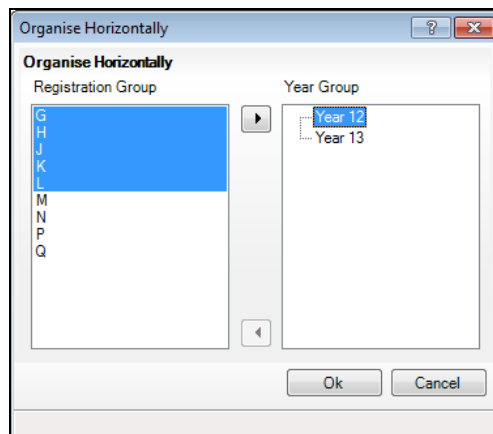 Organise Horizontally
?
Organise Horizontally
Registration Group
Year Group
G
H
J
K
L
M
N
P
Q
Year 12
Year 13
Ok
Cancel